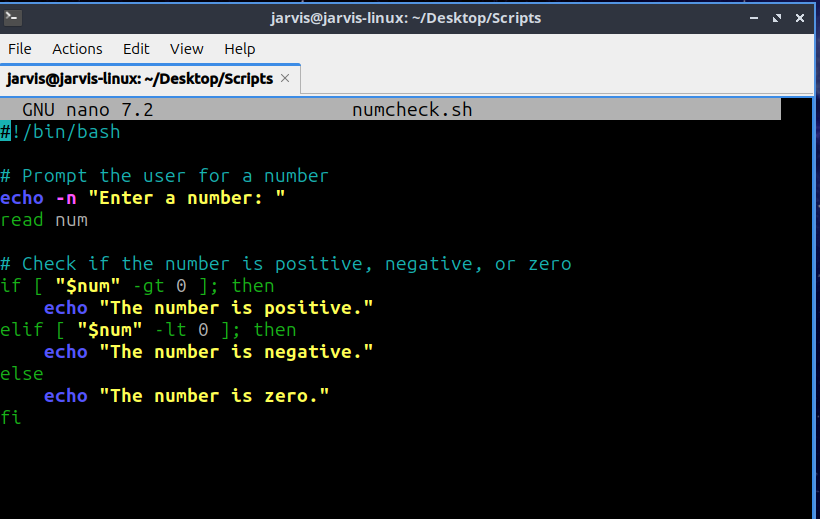 jarvis@jarvis-linux: ~/Desktop/Scripts
File Actions Edit View Help
jarvis@jarvis-linux: ~/Desktop/Scripts
GNU nano 7.2 numcheck.sh
#!/bin/bash
# Prompt the user for a number
echo -n "Enter a number: "
read num
# Check if the number is positive, negative, or zero
if [ "$num" -gt 0 ]; then
    echo "The number is positive."
elif [ "$num" -lt 0 ]; then
    echo "The number is negative."
else
    echo "The number is zero."
fi